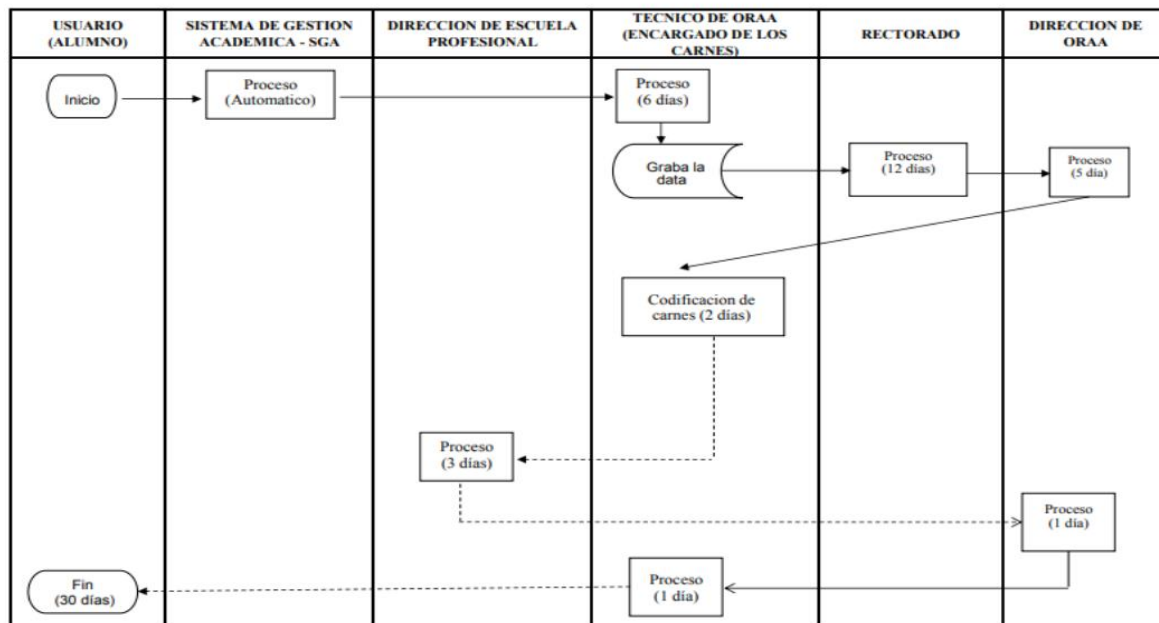 USUARIO
(ALUMNO)
SISTEMA DE GESTION
ACADEMICA - SGA
DIRECCION DE ESCUELA
PROFESIONAL
TECNICO DE ORAA
(ENCARGADO DE LOS
CARNES)
RECTORADO
DIRECCION DE
ORAA
Inicio
Proceso
(Automatico)
Proceso
(6 días)
Graba la
data
Proceso
(12 días)
Proceso
(5 día)
Codificacion de
carnes (2 días)
Proceso
(3 días)
Proceso
(1 día)
Proceso
(1 día)
Fin
(30 días)